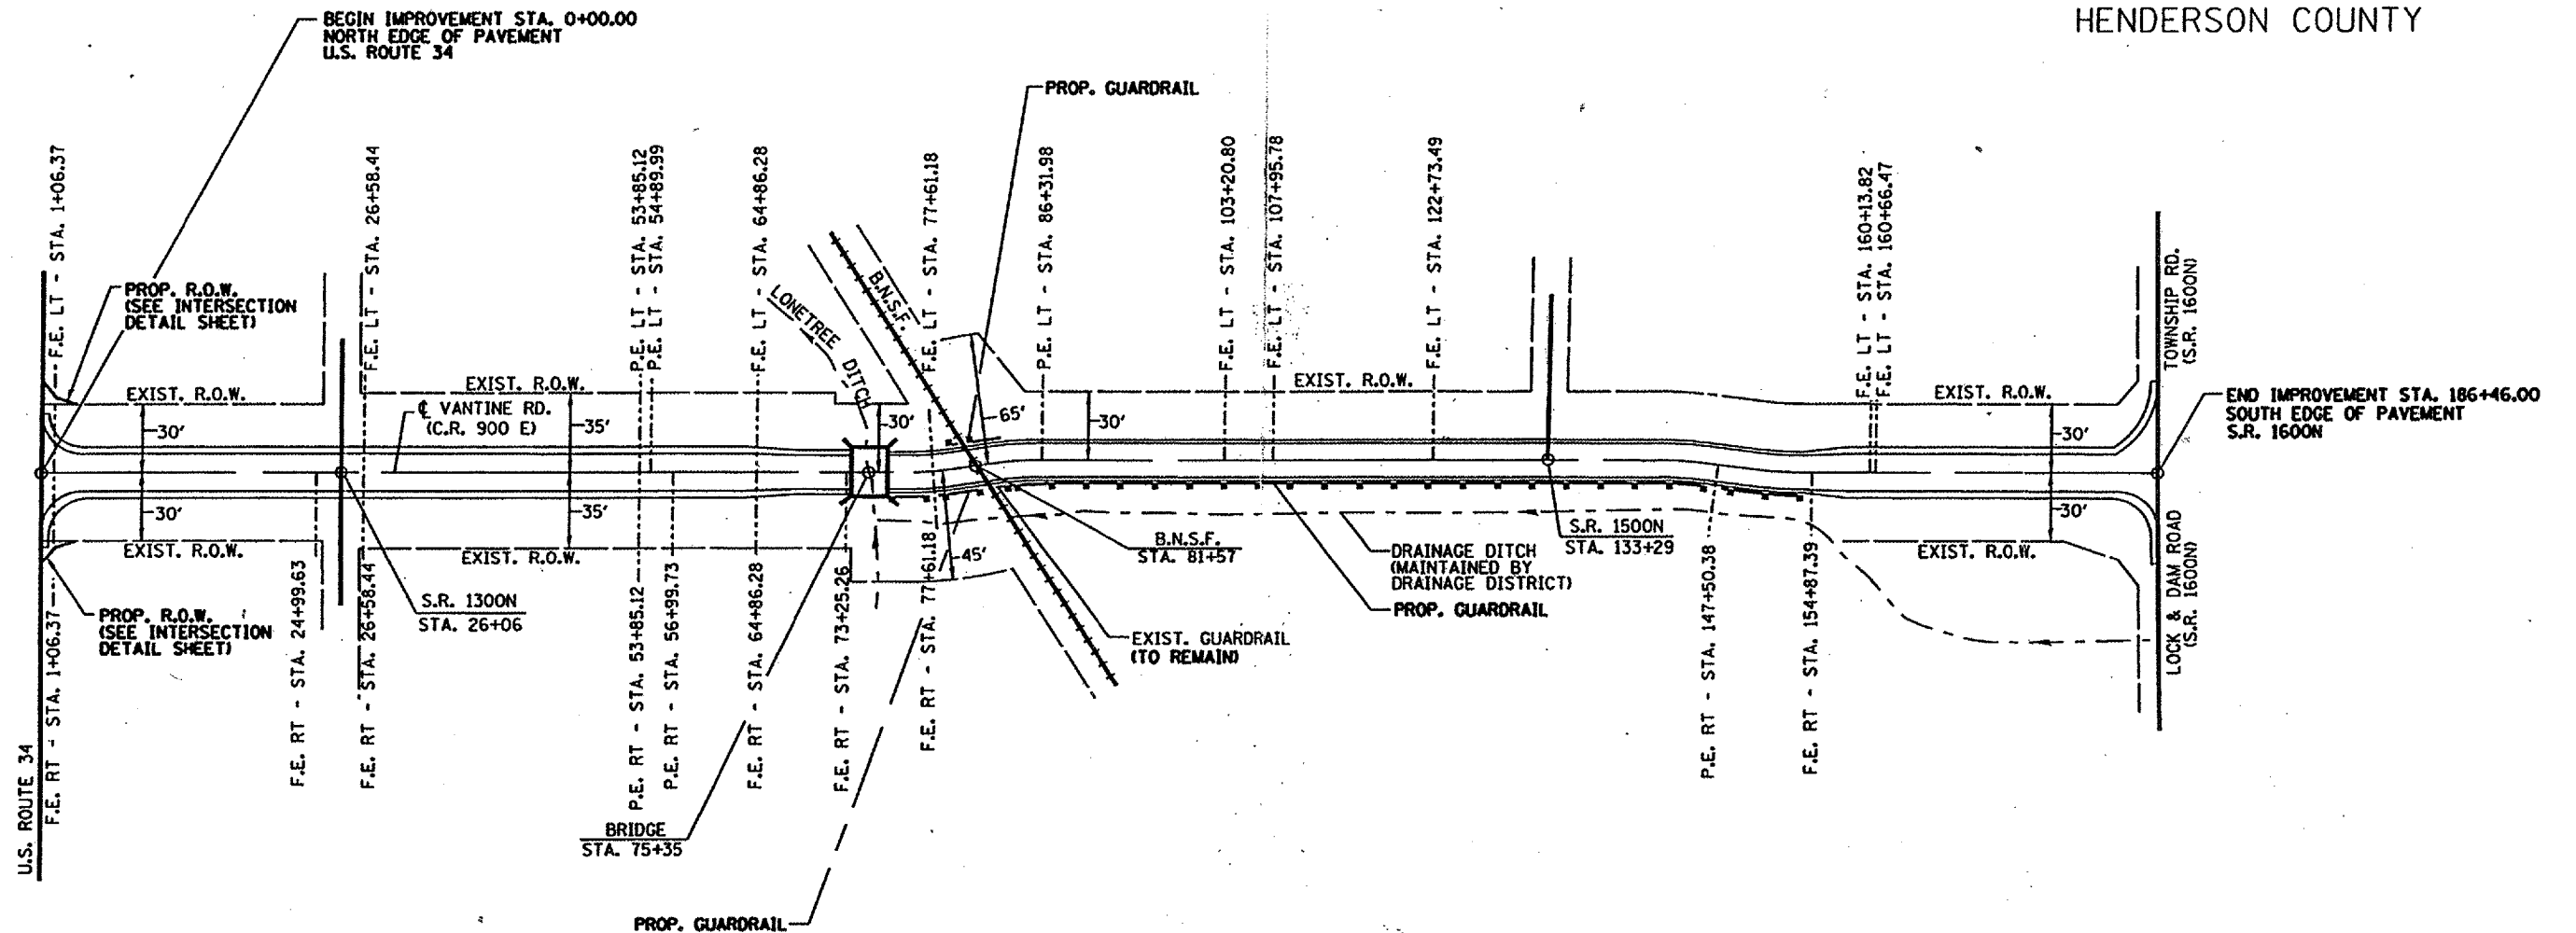 HENDERSON COUNTY
BEGIN IMPROVEMENT STA. 0+00.00
NORTH EDGE OF PAVEMENT
U.S. ROUTE 34
PROP. GUARDRAIL
F.E. LT - STA. 1+06.37
F.E. LT - STA. 26+58.44
P.E. LT - STA. 53+85.12
P.E. LT - STA. 54+89.99
F.E. LT - STA. 64+86.28
F.E. LT - STA. 77+61.18
P.E. LT - STA. 86+31.98
F.E. LT - STA. 103+20.80
F.E. LT - STA. 107+95.78
F.E. LT - STA. 122+73.49
F.E. LT - STA. 160+13.82
F.E. LT - STA. 160+66.47
TOWNSHIP RD.
(S.R. 1600N)
PROP. R.O.W.
(SEE INTERSECTION
DETAIL SHEET)
LONETREE DITCH
B.N.S.F.
EXIST. R.O.W.
EXIST. R.O.W.
EXIST. R.O.W.
EXIST. R.O.W.
℄ VANTINE RD.
(C.R. 900 E)
30'
35'
30'
65'
30'
30'
END IMPROVEMENT STA. 186+46.00
SOUTH EDGE OF PAVEMENT
S.R. 1600N
30'
35'
45'
30'
EXIST. R.O.W.
EXIST. R.O.W.
EXIST. R.O.W.
B.N.S.F.
STA. 81+57
DRAINAGE DITCH
(MAINTAINED BY
DRAINAGE DISTRICT)
PROP. GUARDRAIL
S.R. 1500N
STA. 133+29
S.R. 1300N
STA. 26+06
PROP. R.O.W.
(SEE INTERSECTION
DETAIL SHEET)
EXIST. GUARDRAIL
(TO REMAIN)
LOCK & DAM ROAD
(S.R. 1600N)
U.S. ROUTE 34
F.E. RT - STA. 1+06.37
F.E. RT - STA. 24+99.63
F.E. RT - STA. 26+58.44
P.E. RT - STA. 53+85.12
P.E. RT - STA. 56+99.73
F.E. RT - STA. 64+86.28
F.E. RT - STA. 73+25.26
F.E. RT - STA. 77+61.18
P.E. RT - STA. 147+50.38
F.E. RT - STA. 154+87.39
BRIDGE
STA. 75+35
PROP. GUARDRAIL